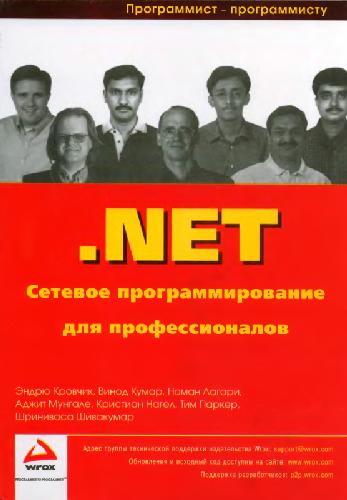 Программист – программисту
.NET
Сетевое программирование
для профессионалов
Эндрю Кровчик, Винод Кумар, Номан Лагари,
Аджит Мунгале, Кристиан Нагел, Тим Паркер,
Шриниваса Шивакумар
wrox
Адрес группы технической поддержки издательства Wrox: support@wrox.com
Обновления и исходный код доступны на сайте: www.wrox.com
Поддержка разработчиков: p2p.wrox.com